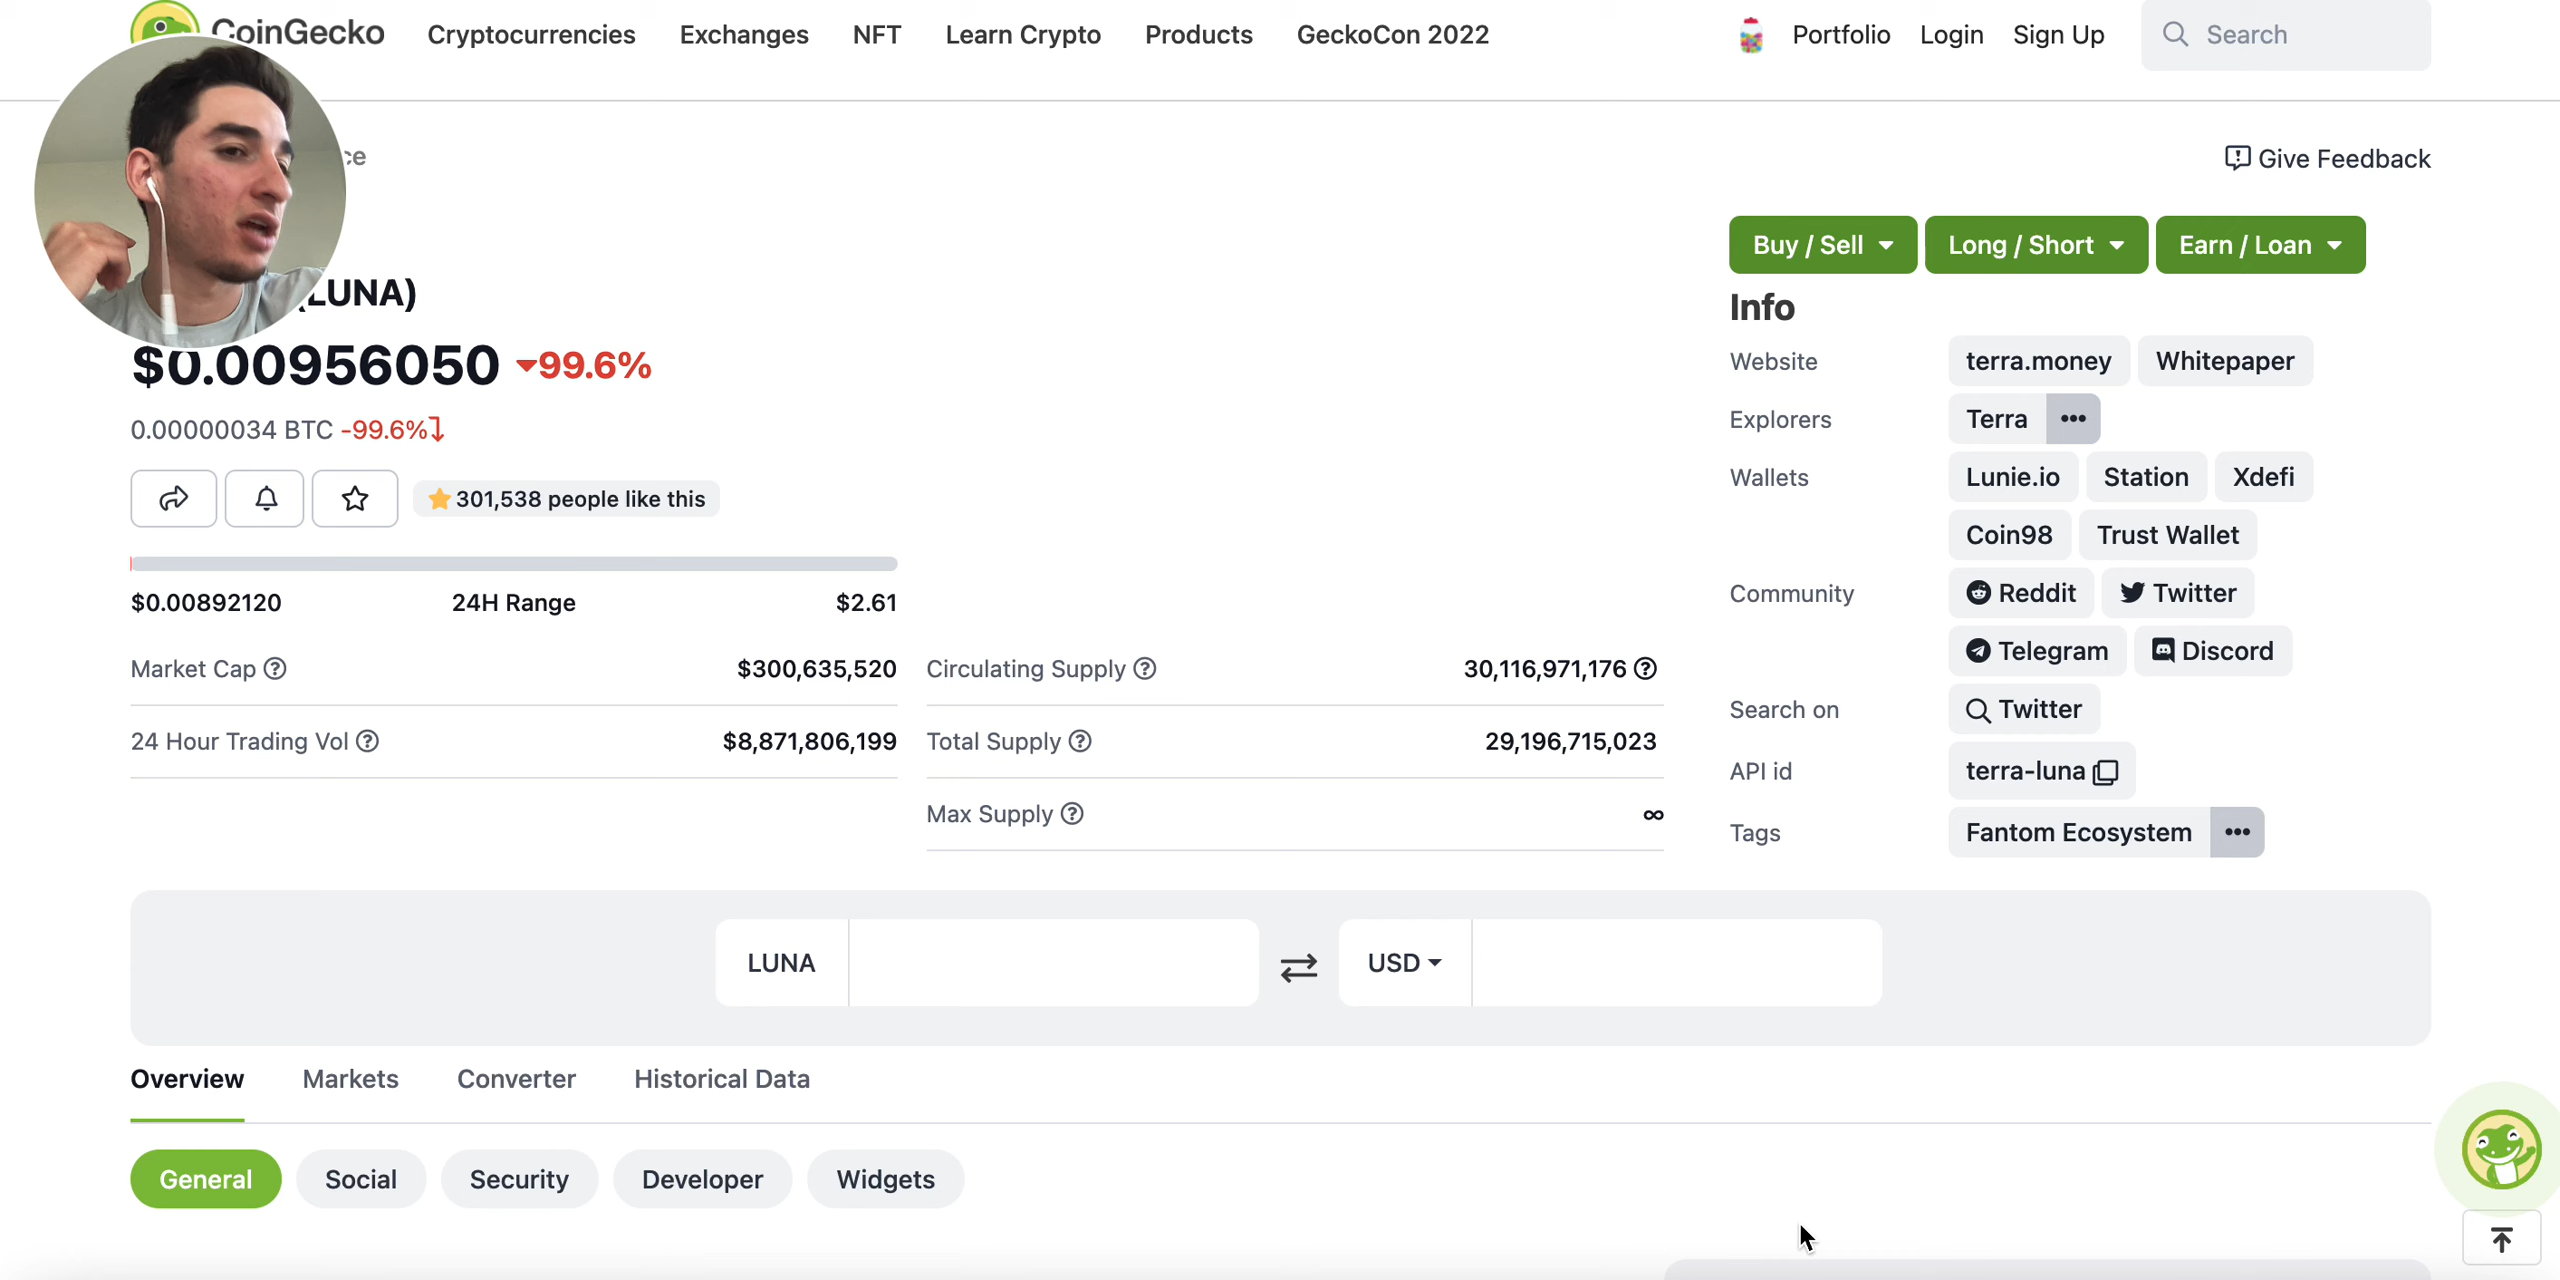 CoinGecko Cryptocurrencies Exchanges NFT Learn Crypto Products GeckoCon 2022 Portfolio Login Sign Up Search
Give Feedback
(LUNA)
$0.00956050 99.6%
0.00000034 BTC -99.6%
301,538 people like this
$0.00892120 24H Range $2.61
Market Cap $300,635,520
24 Hour Trading Vol $8,871,806,199
Circulating Supply 30,116,971,176
Total Supply 29,196,715,023
Max Supply ∞
Buy / Sell Long / Short Earn / Loan
Info
Website terra.money Whitepaper
Explorers Terra •••
Wallets Lunie.io Station Xdefi
Coin98 Trust Wallet
Community Reddit Twitter
Telegram Discord
Search on Twitter
API id terra-luna
Tags Fantom Ecosystem •••
LUNA USD
Overview Markets Converter Historical Data
General Social Security Developer Widgets